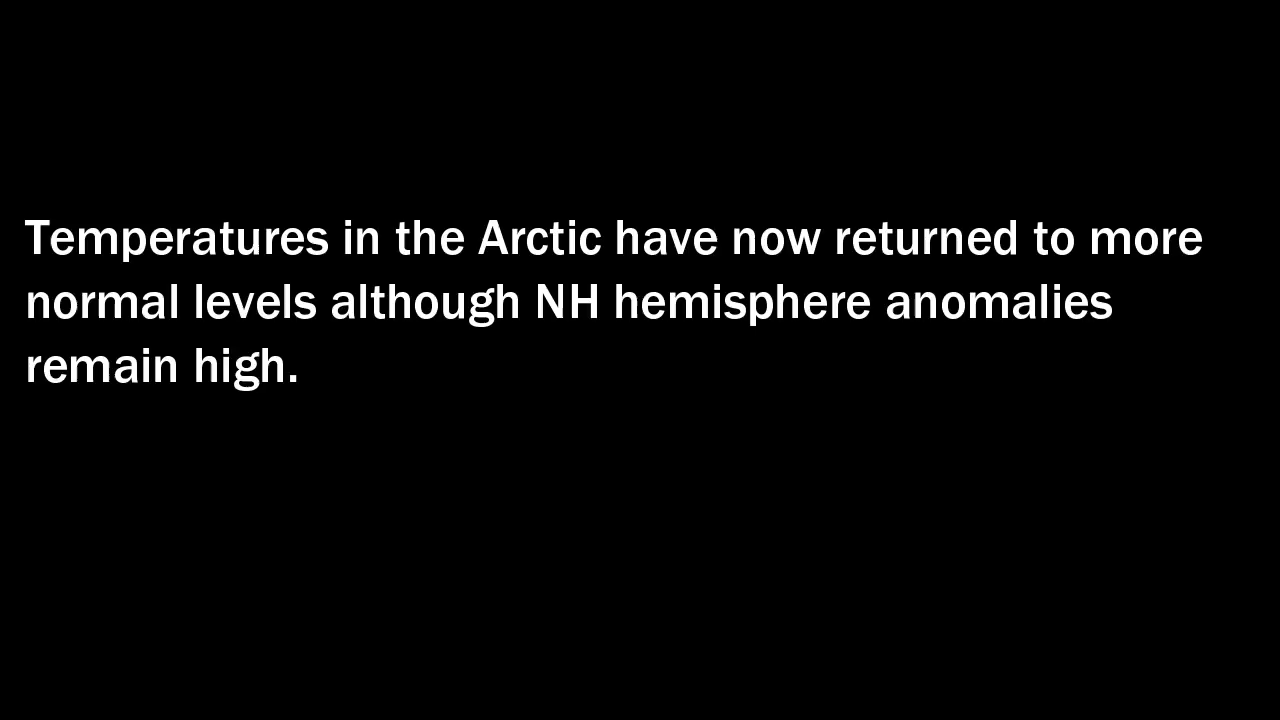 Temperatures in the Arctic have now returned to more
normal levels although NH hemisphere anomalies
remain high.